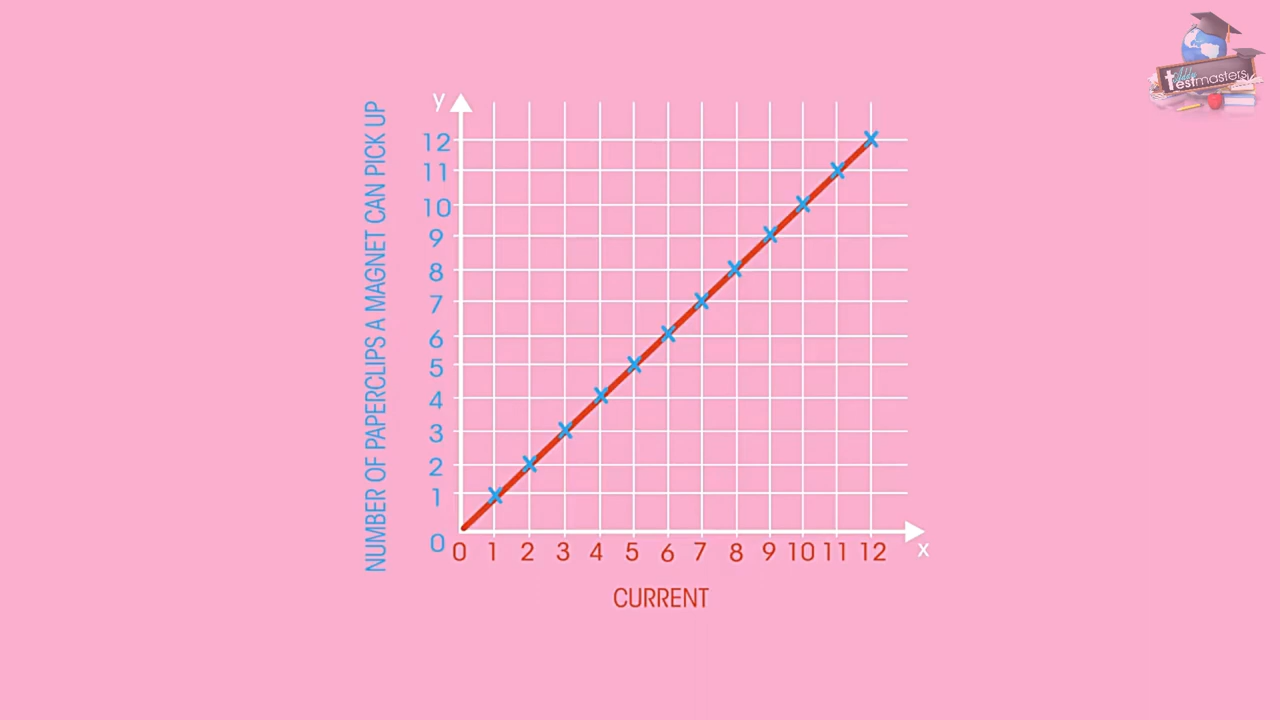 testmasters
y
NUMBER OF PAPERCLIPS A MAGNET CAN PICK UP
12
11
10
9
8
7
6
5
4
3
2
1
0
0 1 2 3 4 5 6 7 8 9 10 11 12
x
CURRENT